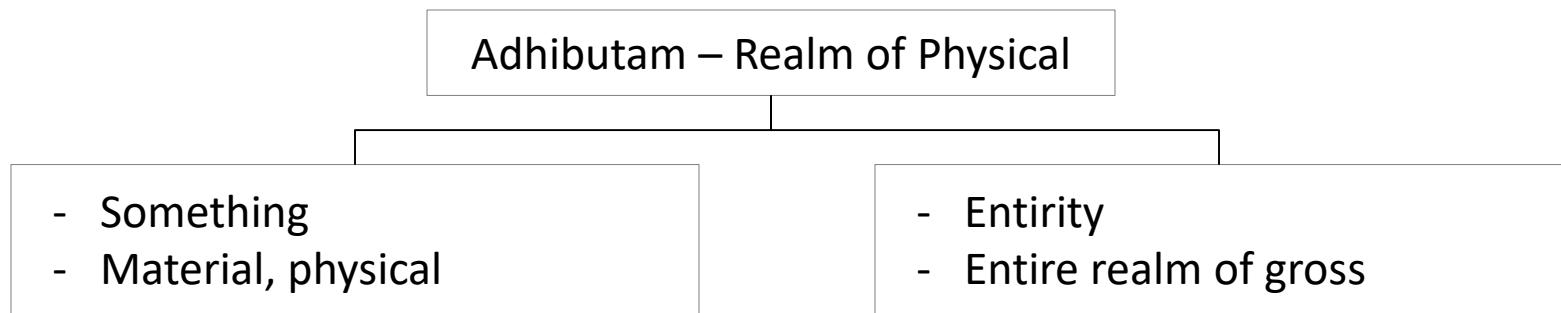 Adhibutam – Realm of Physical
- Something
- Material, physical
- Entirity
- Entire realm of gross